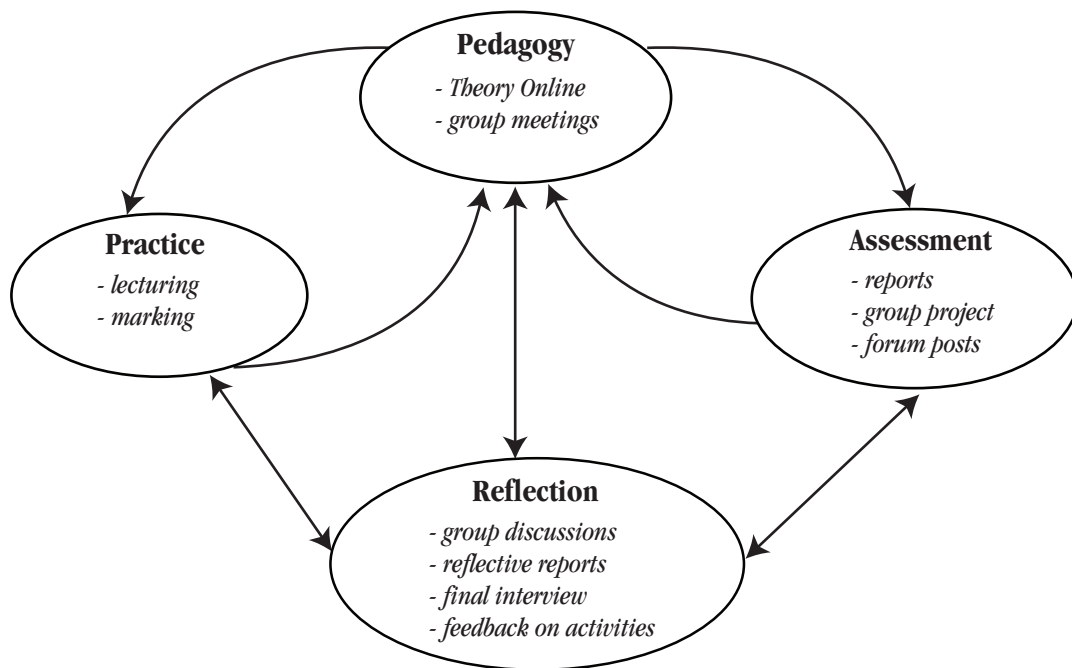 Pedagogy
- Theory Online
- group meetings
Practice
- lecturing
- marking
Assessment
- reports
- group project
- forum posts
Reflection
- group discussions
- reflective reports
- final interview
- feedback on activities